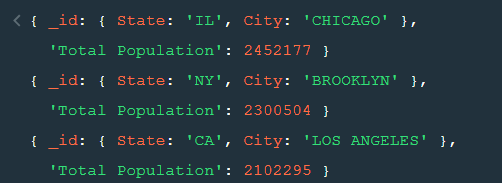 { _id: { State: 'IL', City: 'CHICAGO' },
'Total Population': 2452177 }
{ _id: { State: 'NY', City: 'BROOKLYN' },
'Total Population': 2300504 }
{ _id: { State: 'CA', City: 'LOS ANGELES' },
'Total Population': 2102295 }